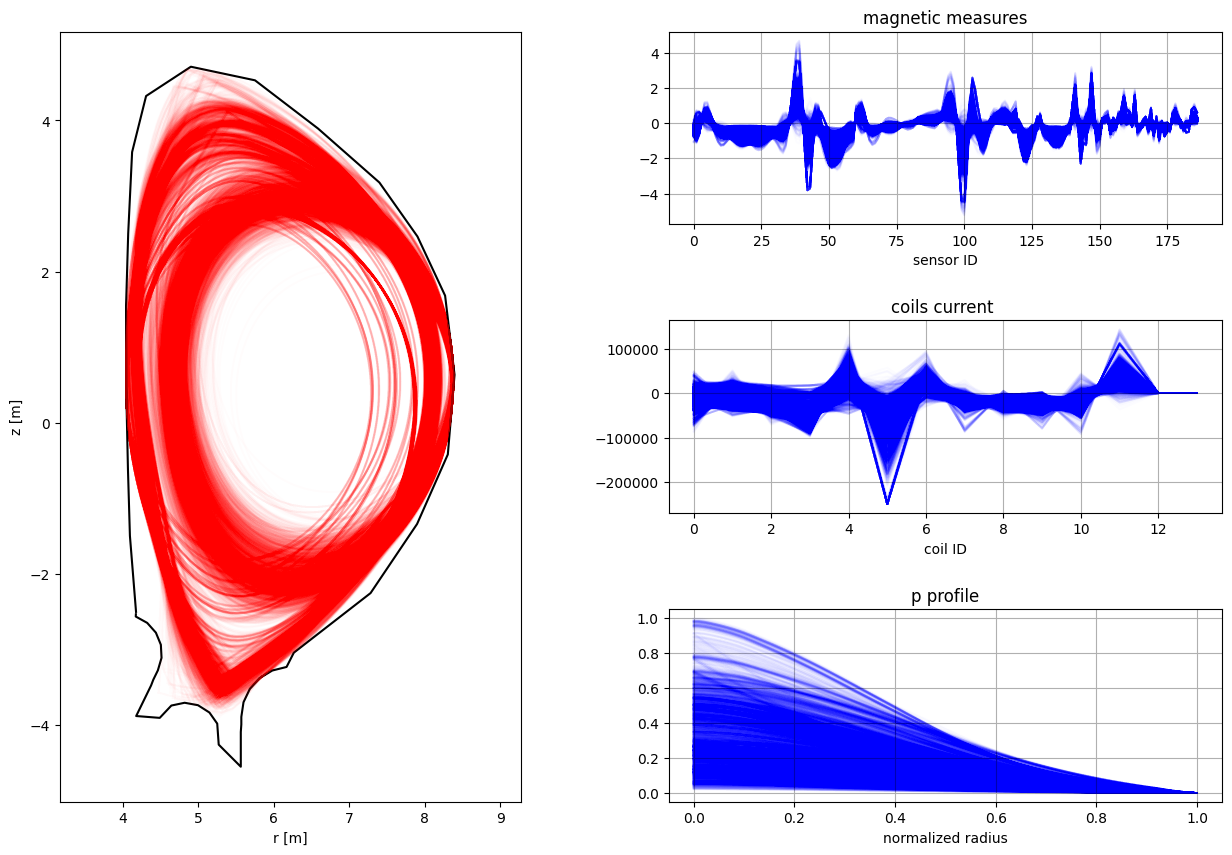 4
2
0
−2
−4
z [m]
4 5 6 7 8 9
r [m]
magnetic measures
4
2
0
−2
−4
0 25 50 75 100 125 150 175
sensor ID
coils current
100000
0
−100000
−200000
0 2 4 6 8 10 12
coil ID
p profile
1.0
0.8
0.6
0.4
0.2
0.0
0.0 0.2 0.4 0.6 0.8 1.0
normalized radius